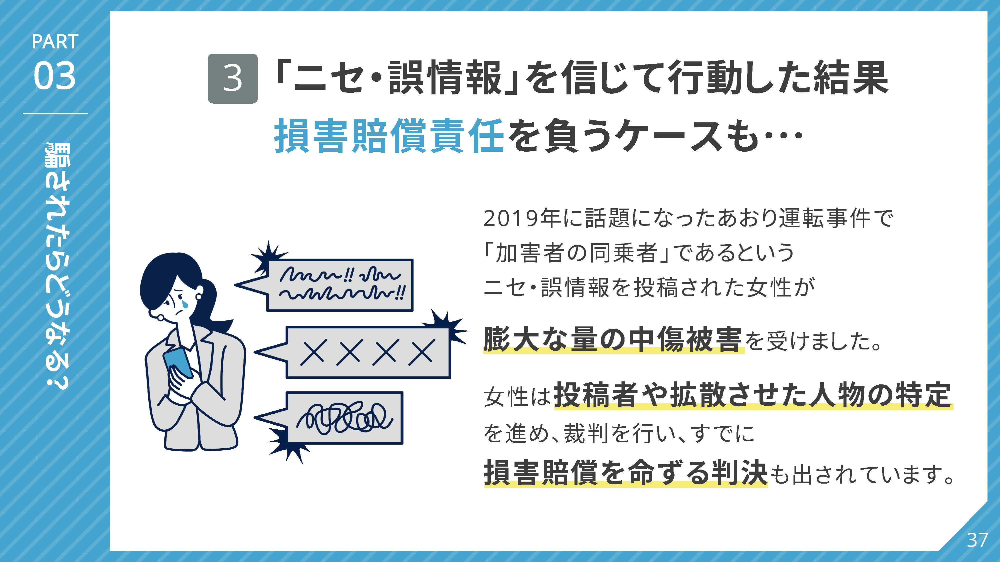 PART
03
騙されたらどうなる？
3
「ニセ・誤情報」を信じて行動した結果
損害賠償責任を負うケースも…
2019年に話題になったあおり運転事件で
「加害者の同乗者」であるという
ニセ・誤情報を投稿された女性が
膨大な量の中傷被害を受けました。
女性は投稿者や拡散させた人物の特定
を進め、裁判を行い、すでに
損害賠償を命ずる判決も出されています。
37